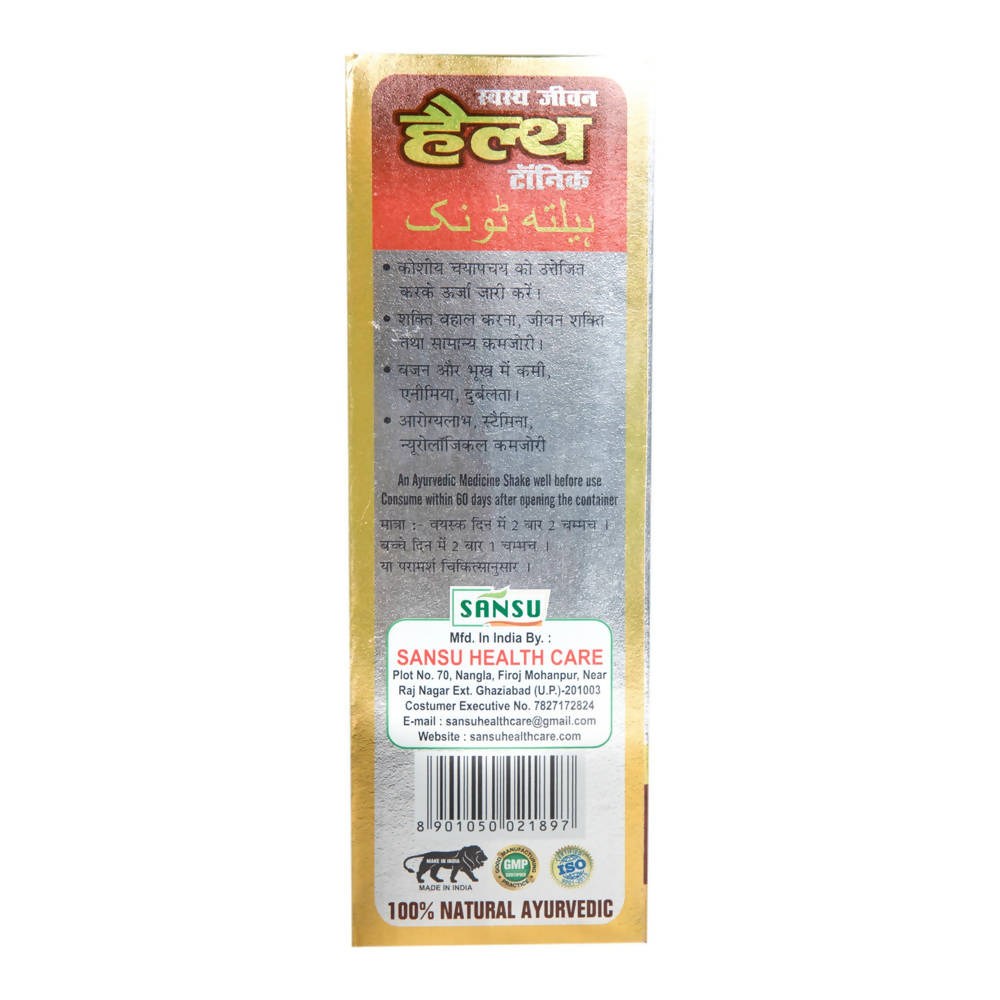 स्वस्थ जीवन
हैल्थ
टॉनिक
ہیلتھ ٹونک
• कोशीय चयापचय को उत्तेजित
करके ऊर्जा जारी करें।
• शक्ति बहाल करना, जीवन शक्ति
तथा सामान्य कमजोरी।
• वजन और भूख में कमी,
एनीमिया, दुर्बलता।
• आरोग्यलाभ, स्टैमिना,
न्यूरोलॉजिकल कमजोरी
An Ayurvedic Medicine Shake well before use
Consume within 60 days after opening the container
मात्रा :- वयस्क दिन में 2 बार 2 चम्मच ।
बच्चे दिन में 2 बार 1 चम्मच ।
या परामर्श चिकित्सानुसार ।
SANSU
Mfd. In India By. :
SANSU HEALTH CARE
Plot No. 70, Nangla, Firoj Mohanpur, Near
Raj Nagar Ext. Ghaziabad (U.P.)-201003
Costumer Executive No. 7827172824
E-mail : sansuhealthcare@gmail.com
Website : sansuhealthcare.com
8 901050 021897
MAKE IN INDIA
MADE IN INDIA
GOOD MANUFACTURING
GMP
CERTIFIED
PRACTICE
ISO
100% NATURAL AYURVEDIC